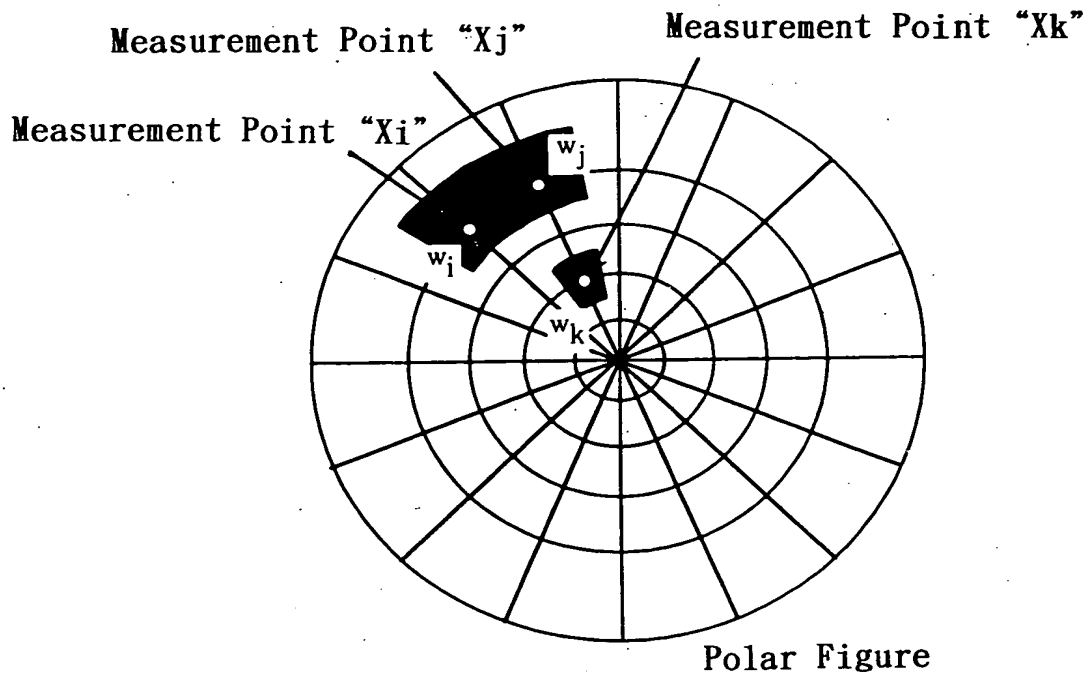 Measurement Point “Xj”
Measurement Point “Xk”
Measurement Point “Xi”
wj
wi
wk
Polar Figure